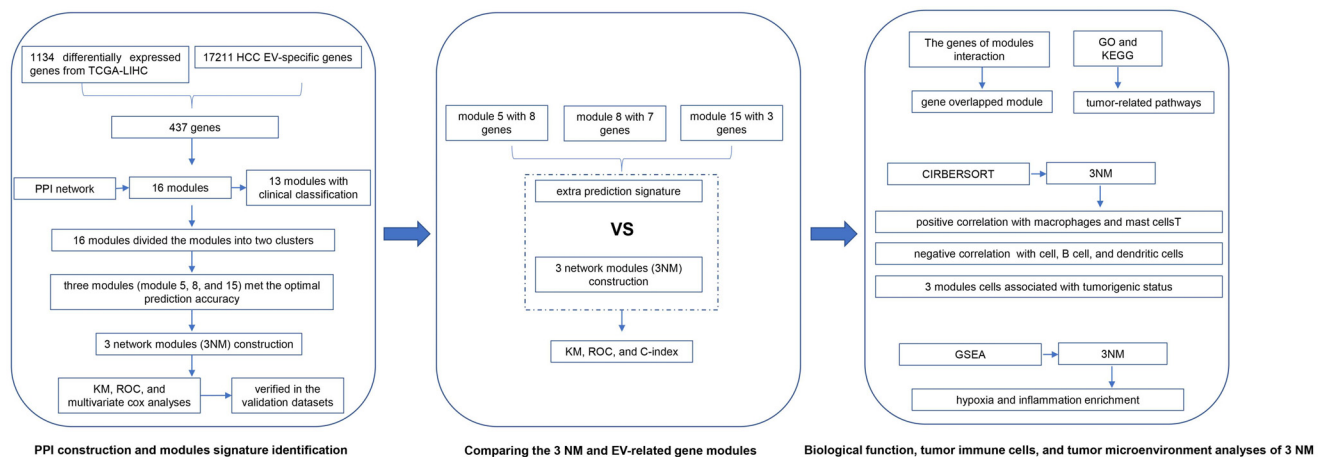 1134 differentially expressed
genes from TCGA-LIHC
17211 HCC EV-specific genes
437 genes
PPI network
16 modules
13 modules with
clinical classification
16 modules divided the modules into two clusters
three modules (module 5, 8, and 15) met the optimal
prediction accuracy
3 network modules (3NM) construction
KM, ROC, and
multivariate cox analyses
verified in the
validation datasets
PPI construction and modules signature identification
module 5 with 8
genes
module 8 with 7
genes
module 15 with 3
genes
extra prediction signature
VS
3 network modules (3NM)
construction
KM, ROC, and C-index
Comparing the 3 NM and EV-related gene modules
The genes of modules
interaction
GO and
KEGG
gene overlapped module
tumor-related pathways
CIRBERSORT
3NM
positive correlation with macrophages and mast cellsT
negative correlation with cell, B cell, and dendritic cells
3 modules cells associated with tumorigenic status
GSEA
3NM
hypoxia and inflammation enrichment
Biological function, tumor immune cells, and tumor microenvironment analyses of 3 NM